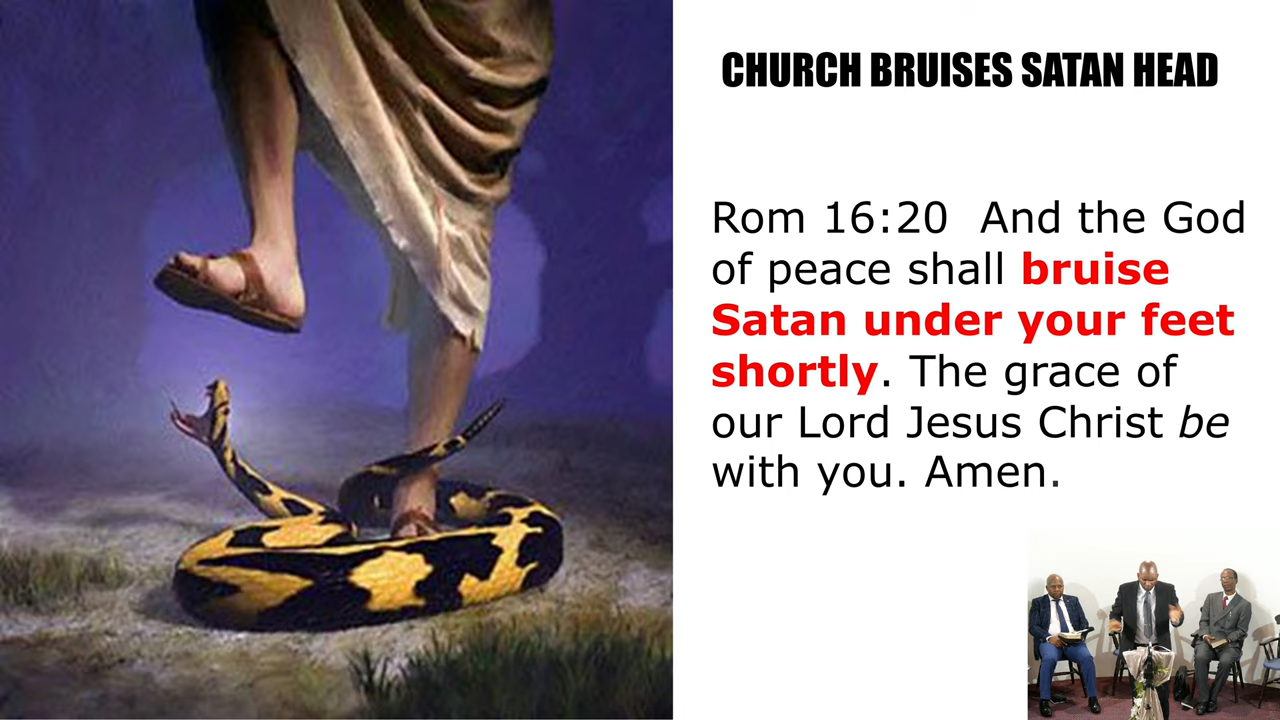 CHURCH BRUISES SATAN HEAD
Rom 16:20  And the God
of peace shall bruise
Satan under your feet
shortly. The grace of
our Lord Jesus Christ be
with you. Amen.